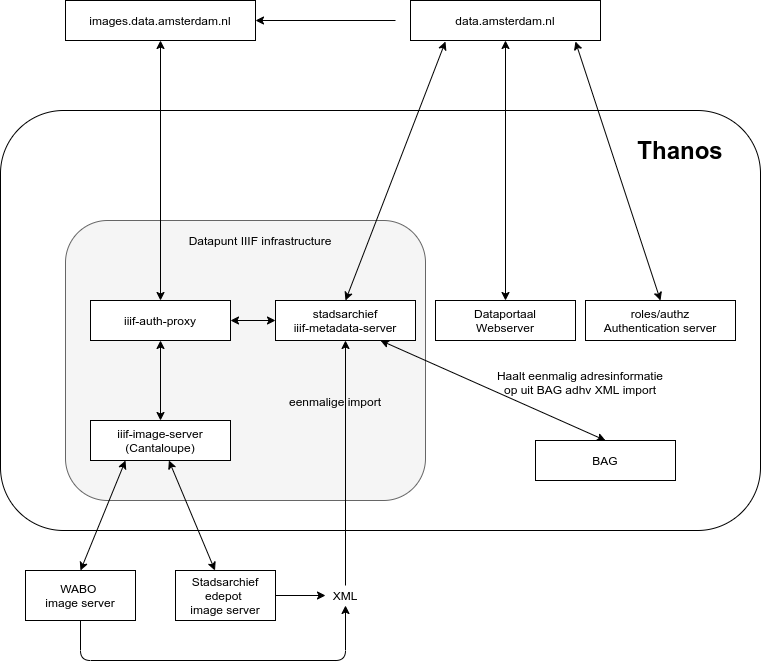 images.data.amsterdam.nl
data.amsterdam.nl
Thanos
Datapunt IIIF infrastructure
iiif-auth-proxy
stadsarchief
iiif-metadata-server
Dataportaal
Webserver
roles/authz
Authentication server
Haalt eenmalig adresinformatie
op uit BAG adhv XML import
eenmalige import
iiif-image-server
(Cantaloupe)
BAG
WABO
image server
Stadsarchief
edepot
image server
XML